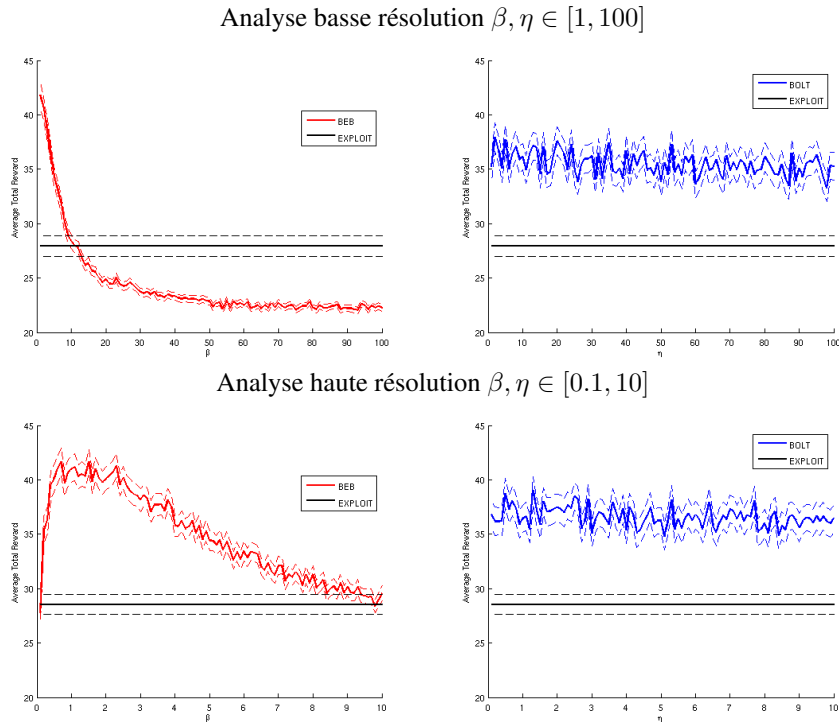 Analyse basse résolution β, η ∈ [1, 100]
45
40
35
30
25
20
Average Total Reward
0 10 20 30 40 50 60 70 80 90 100
β
BEB
EXPLOIT
45
40
35
30
25
20
Average Total Reward
0 10 20 30 40 50 60 70 80 90 100
η
BOLT
EXPLOIT
Analyse haute résolution β, η ∈ [0.1, 10]
45
40
35
30
25
20
Average Total Reward
0 1 2 3 4 5 6 7 8 9 10
β
BEB
EXPLOIT
45
40
35
30
25
20
Average Total Reward
0 1 2 3 4 5 6 7 8 9 10
η
BOLT
EXPLOIT